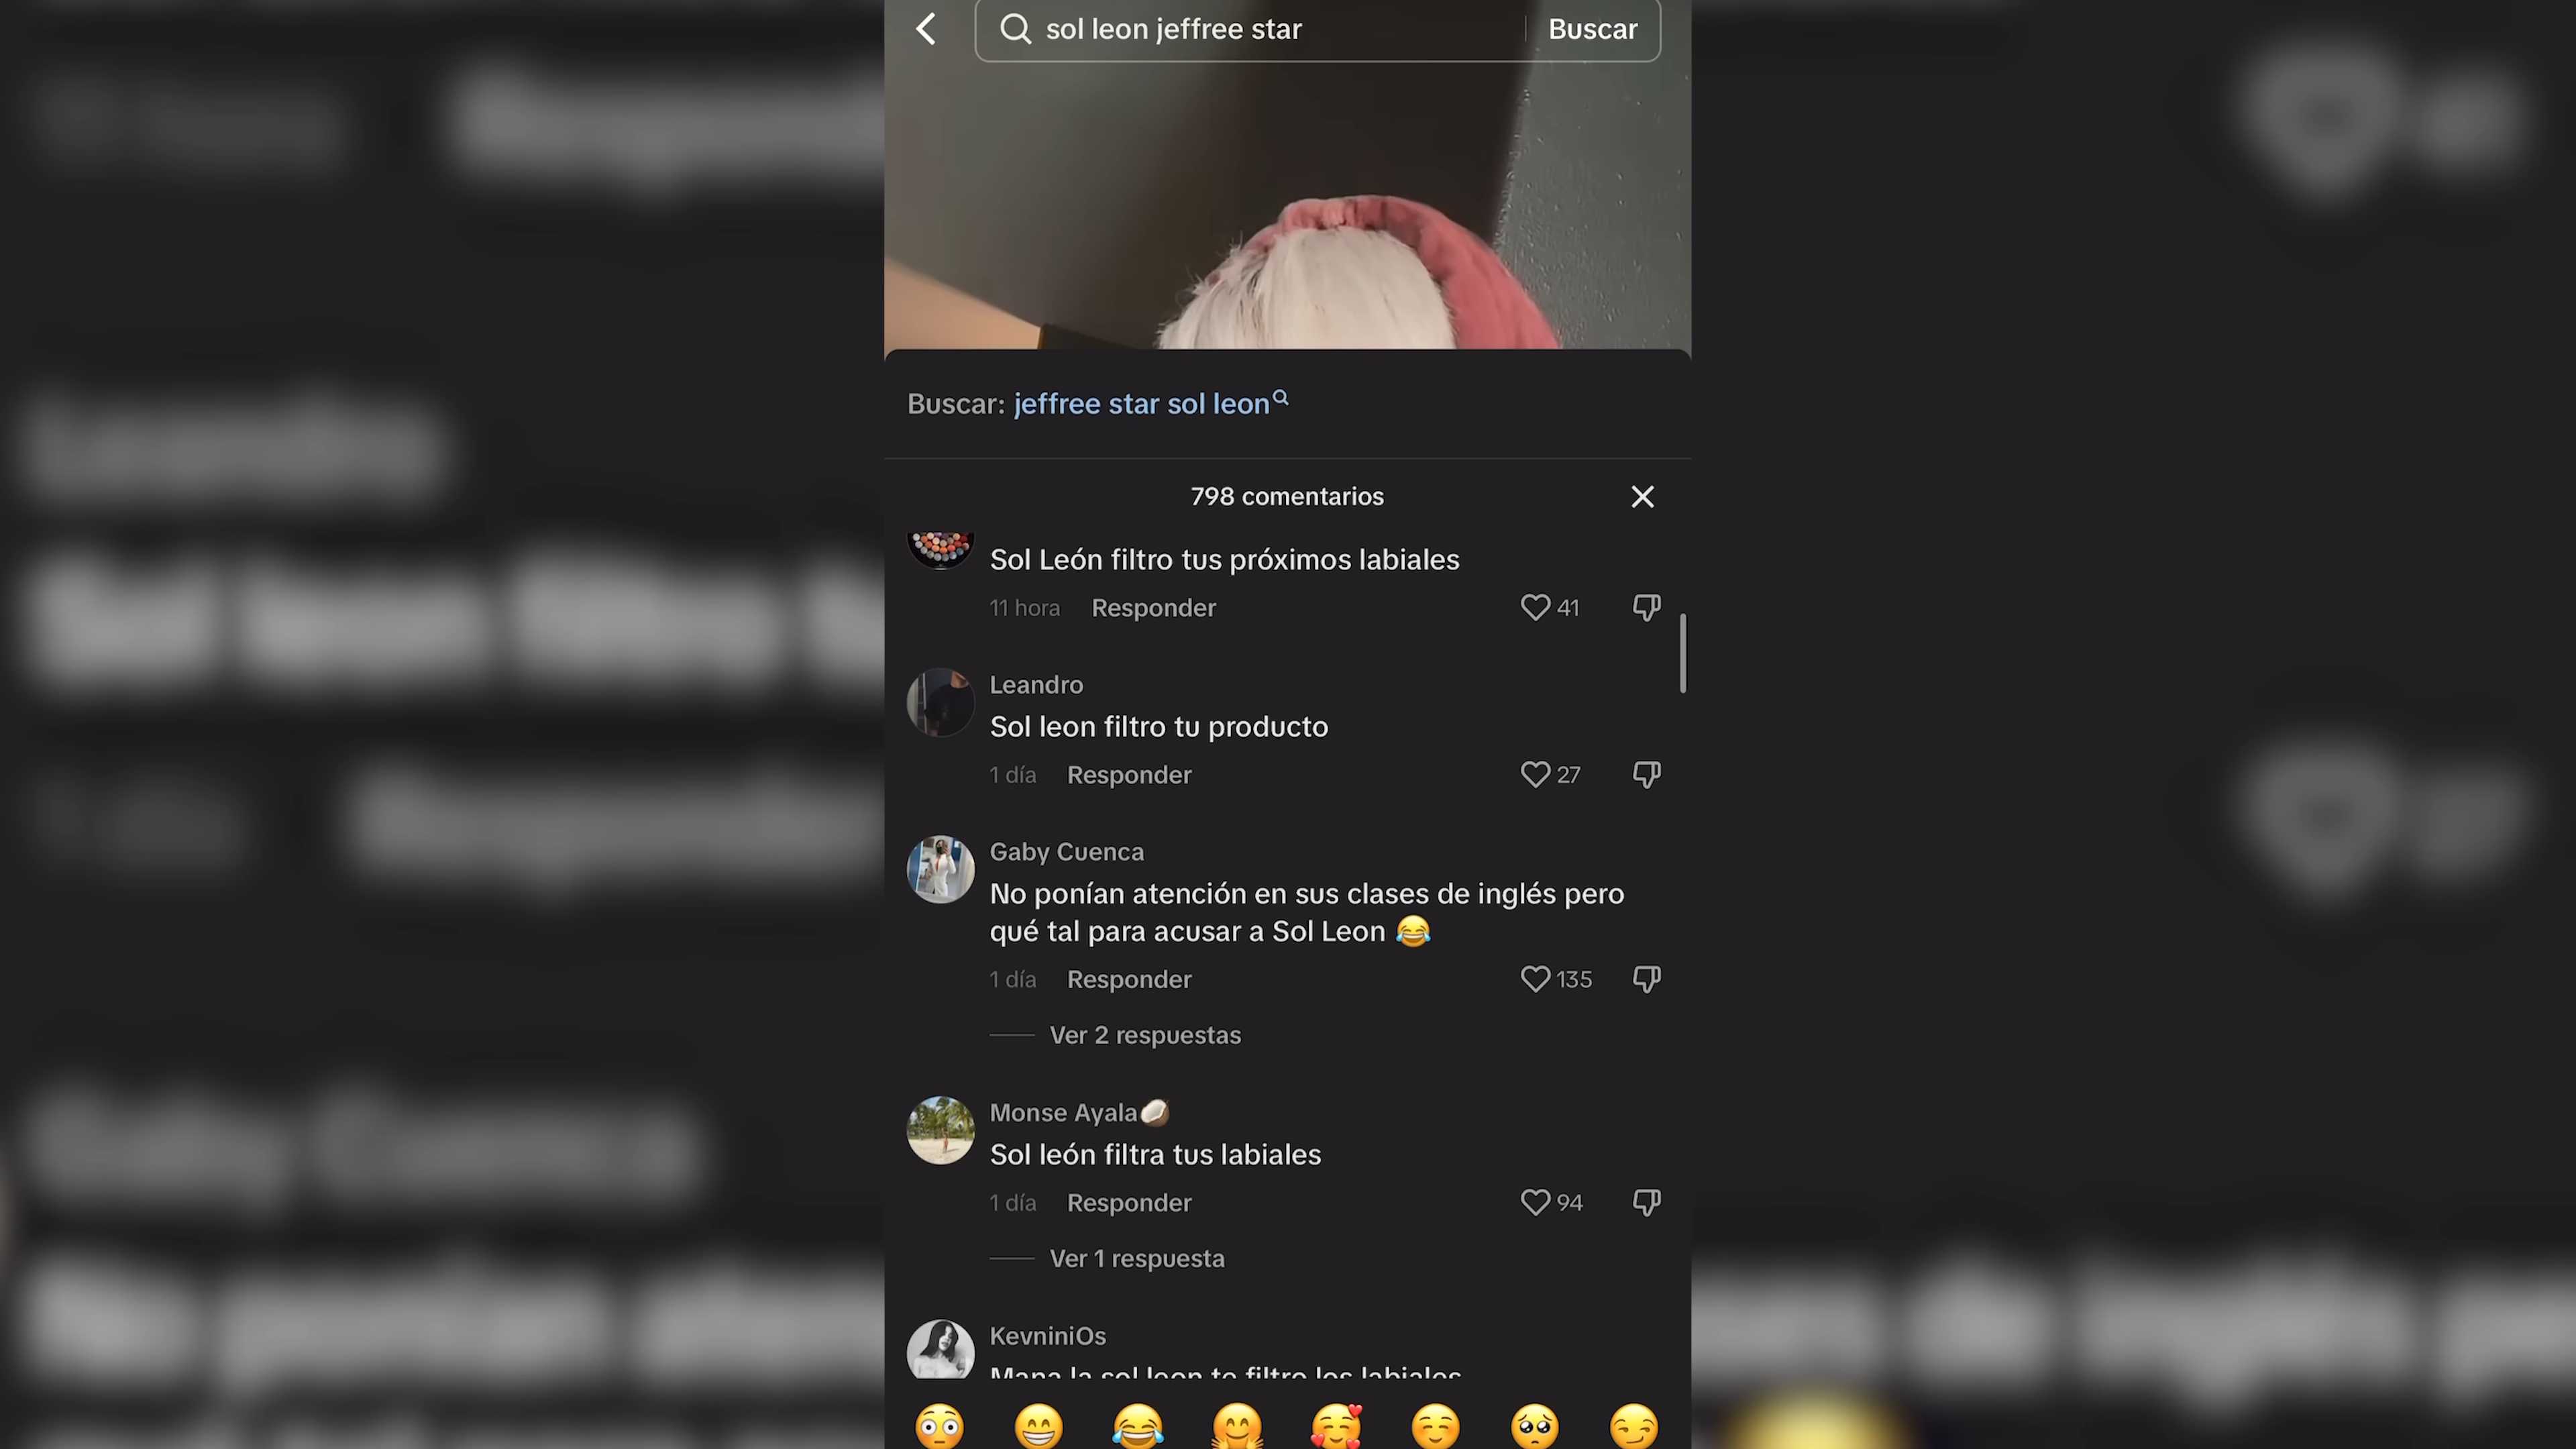 sol leon jeffree star
Buscar
Buscar: jeffree star sol leon
798 comentarios
Sol León filtro tus próximos labiales
11 hora Responder 41
Leandro
Sol leon filtro tu producto
1 día Responder 27
Gaby Cuenca
No ponían atención en sus clases de inglés pero
qué tal para acusar a Sol Leon 😂
1 día Responder 135
Ver 2 respuestas
Monse Ayala🥥
Sol león filtra tus labiales
1 día Responder 94
Ver 1 respuesta
KevniniOs
Mana la sol leon te filtro los labiales